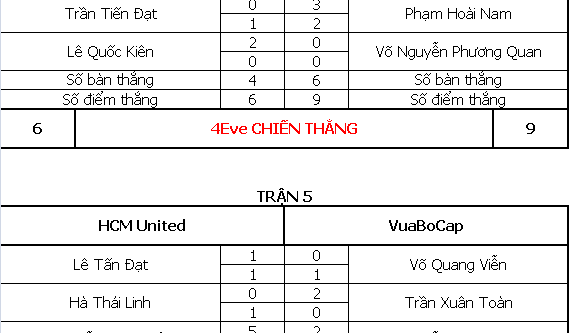 Trần Tiến Đạt 0 3 Phạm Hoài Nam
1 2
Lê Quốc Kiên 2 0 Võ Nguyễn Phương Quan
0 0
Số bàn thắng 4 6 Số bàn thắng
Số điểm thắng 6 9 Số điểm thắng
6 4Eve CHIẾN THẮNG 9
TRẬN 5
HCM United VuaBoCap
Lê Tấn Đạt 1 0 Võ Quang Viễn
1 1
Hà Thái Linh 0 2 Trần Xuân Toàn
1 0
5 2